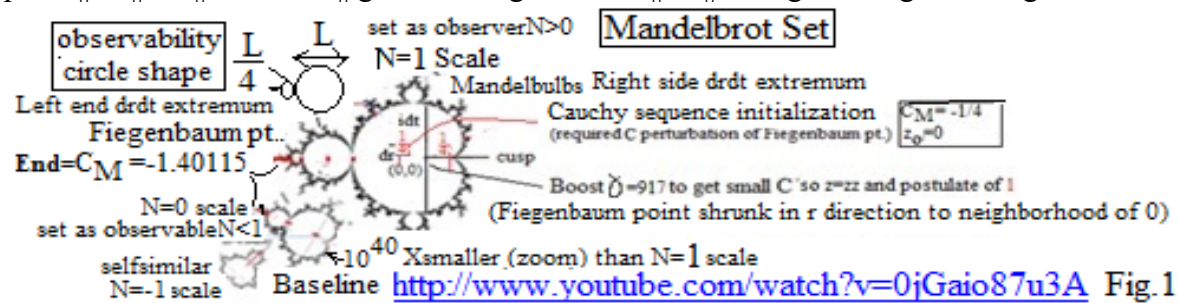 observability
circle shape
L
4
L
set as observerN>0
N=1 Scale
Mandelbrot Set
Mandelbulbs Right side drdt extremum
Left end drdt extremum
Fiegenbaum pt..
End=CM =-1.40115
Cauchy sequence initialization
(required C perturbation of Fiegenbaum pt.)
CM=-1/4
zo=0
idt
dr
(0,0)
cusp
Boost
=917 to get small C so z=zz and postulate of 1
(Fiegenbaum point shrunk in r direction to neighborhood of 0)
N=0 scale
set as observableN<1
10^40 Xsmaller (zoom) than N=1 scale
selfsimilar
N=-1 scale
Baseline http://www.youtube.com/watch?v=0jGaio87u3A Fig.1